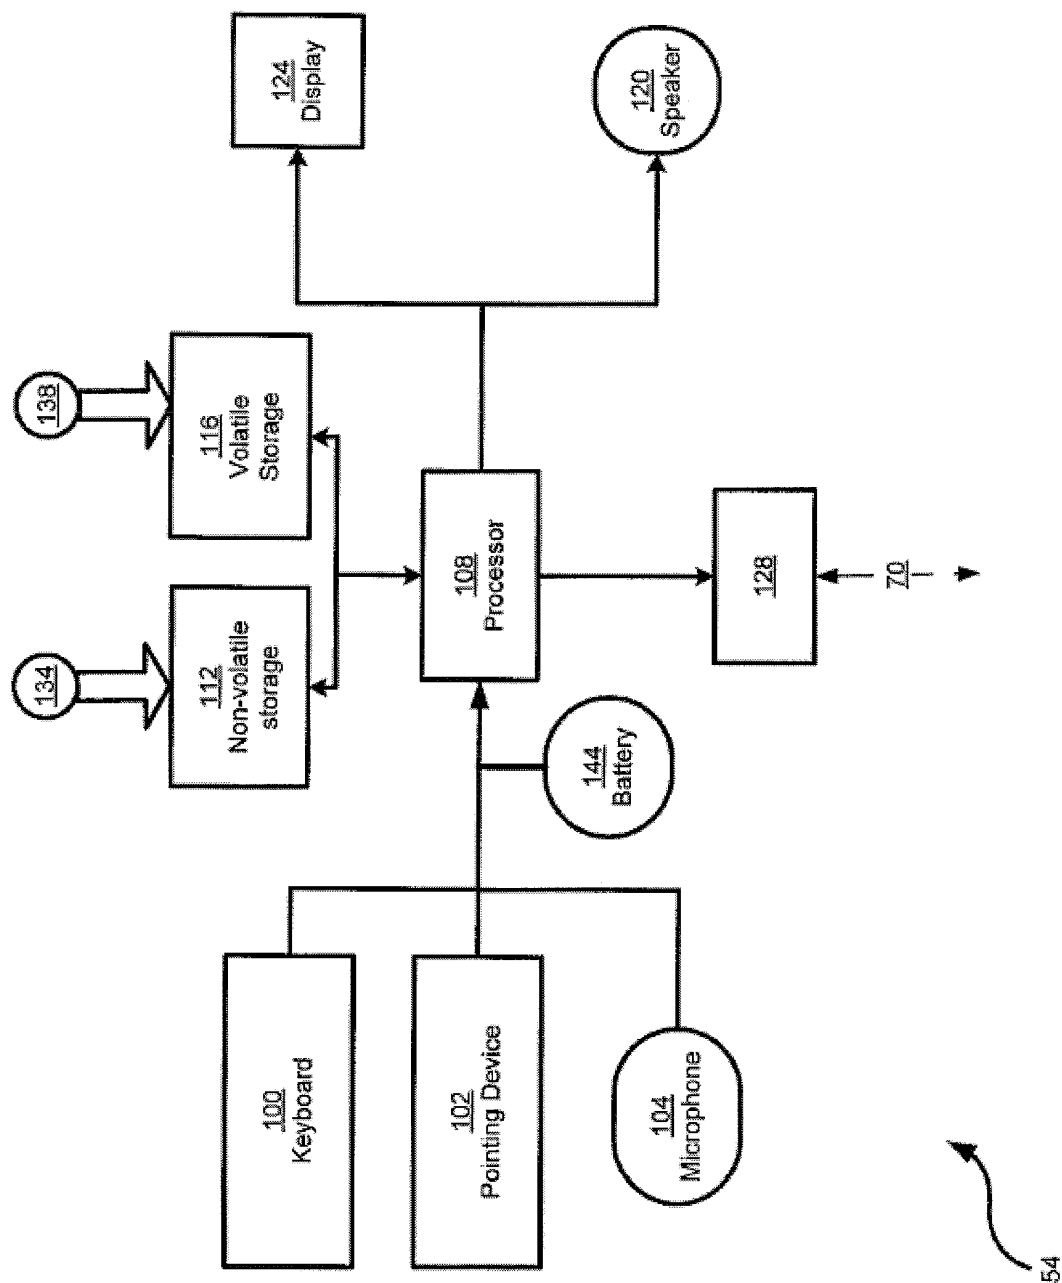 100
Keyboard
102
Pointing Device
104
Microphone
144
Battery
134
112
Non-volatile
storage
138
116
Volatile
Storage
108
Processor
128
70
124
Display
120
Speaker
54